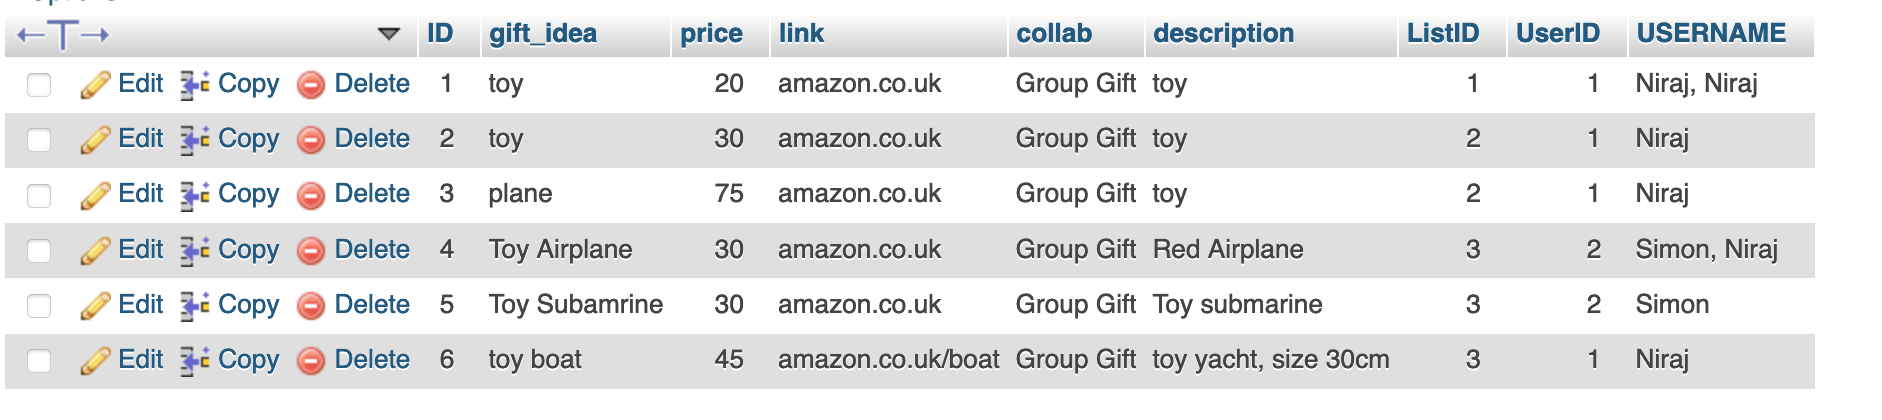 ID gift_idea price link collab description ListID UserID USERNAME
Edit Copy Delete 1 toy 20 amazon.co.uk Group Gift toy 1 1 Niraj, Niraj
Edit Copy Delete 2 toy 30 amazon.co.uk Group Gift toy 2 1 Niraj
Edit Copy Delete 3 plane 75 amazon.co.uk Group Gift toy 2 1 Niraj
Edit Copy Delete 4 Toy Airplane 30 amazon.co.uk Group Gift Red Airplane 3 2 Simon, Niraj
Edit Copy Delete 5 Toy Subamrine 30 amazon.co.uk Group Gift Toy submarine 3 2 Simon
Edit Copy Delete 6 toy boat 45 amazon.co.uk/boat Group Gift toy yacht, size 30cm 3 1 Niraj